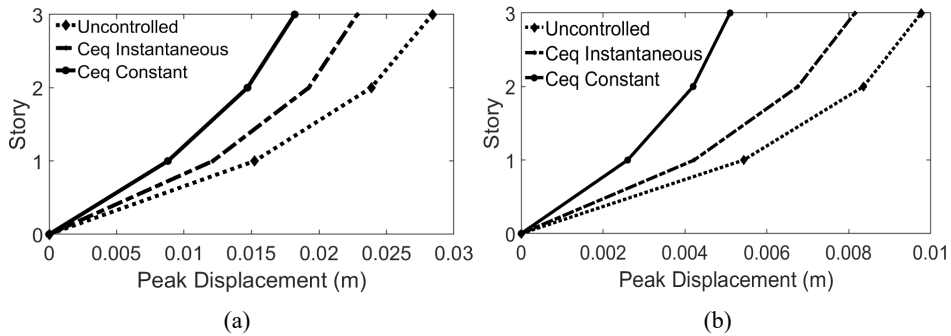 3
Uncontrolled
Ceq Instantaneous
Ceq Constant
2
Story
1
0
0 0.005 0.01 0.015 0.02 0.025 0.03
Peak Displacement (m)
(a)
3
Uncontrolled
Ceq Instantaneous
Ceq Constant
2
Story
1
0
0 0.002 0.004 0.006 0.008 0.01
Peak Displacement (m)
(b)